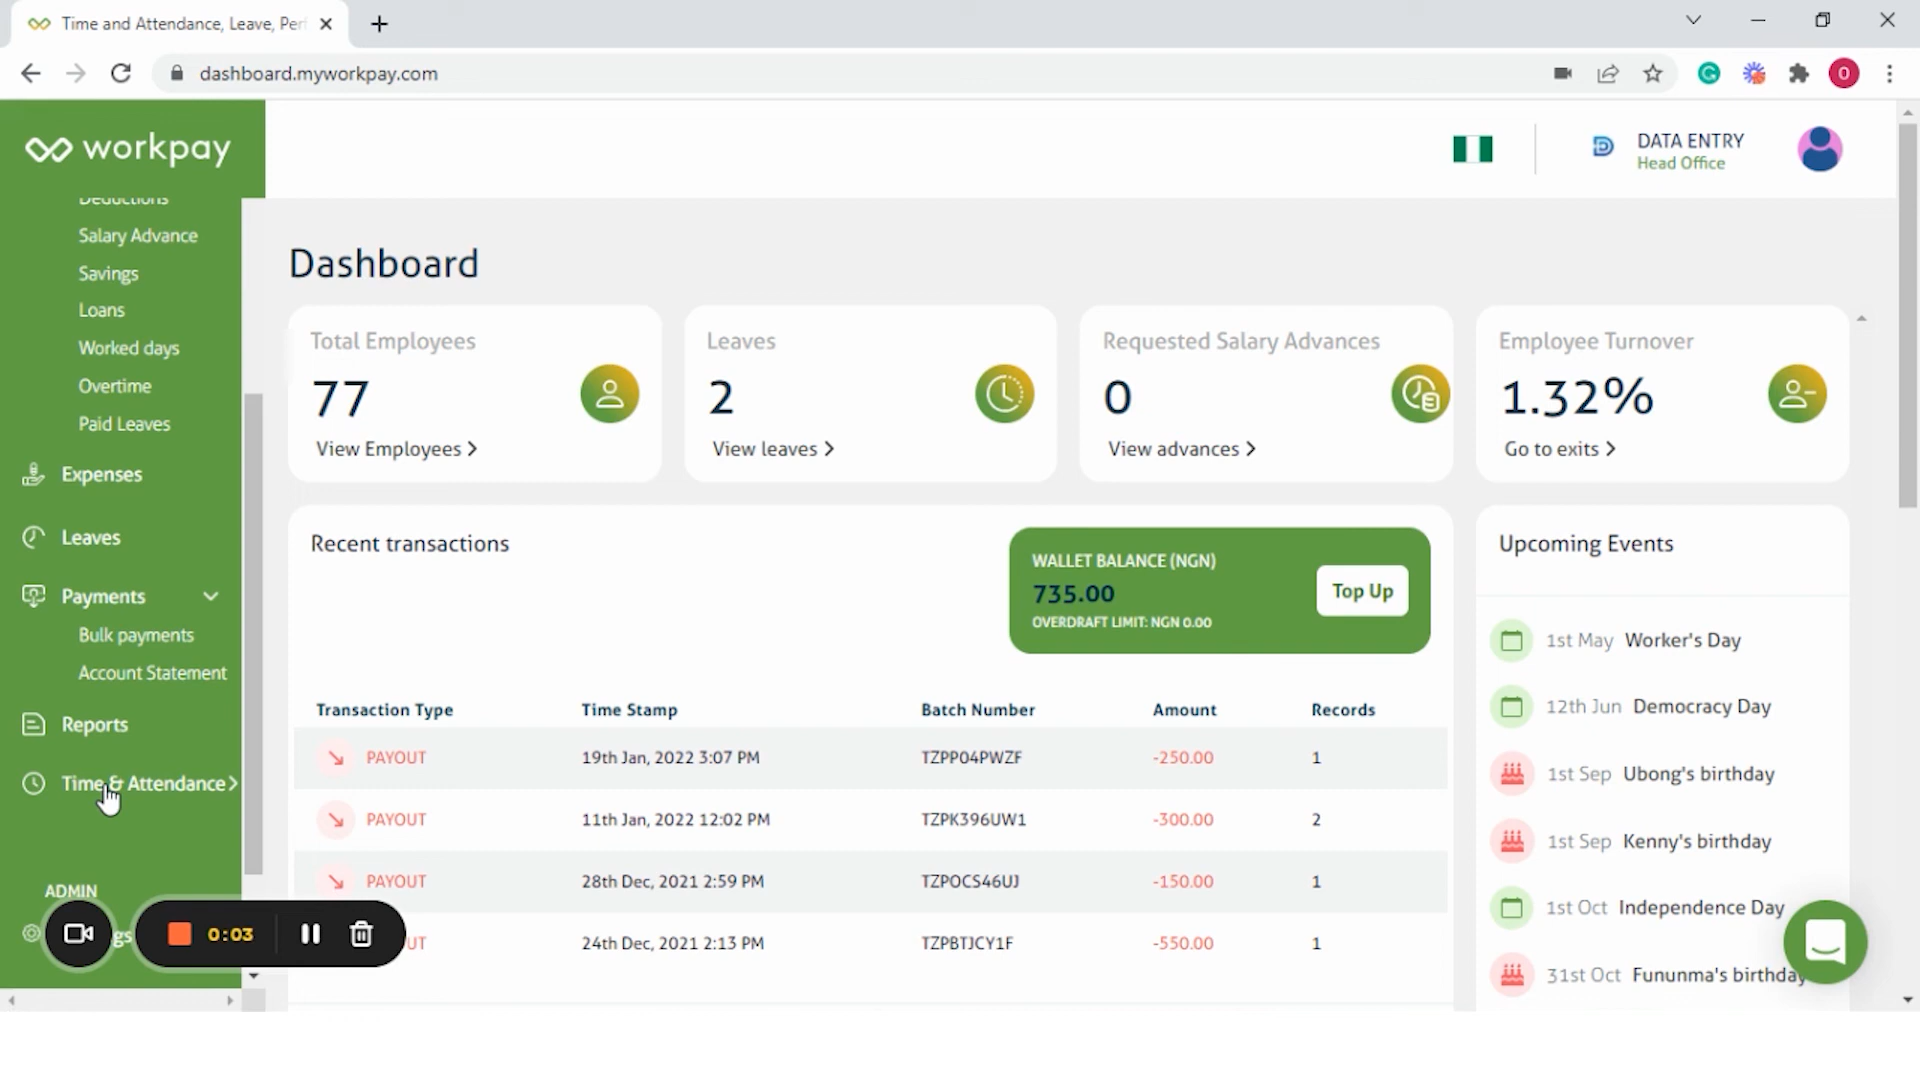 Time and Attendance, Leave, Per
dashboard.myworkpay.com
O
workpay
DATA ENTRY
Head Office
Deductions
Salary Advance
Savings
Loans
Worked days
Overtime
Paid Leaves
Expenses
Leaves
Payments
Bulk payments
Account Statement
Reports
Time & Attendance
ADMIN
gs
0:03
Dashboard
Total Employees
77
View Employees
Leaves
2
View leaves
Requested Salary Advances
0
View advances
Employee Turnover
1.32%
Go to exits
Recent transactions
WALLET BALANCE (NGN)
735.00
OVERDRAFT LIMIT: NGN 0.00
Top Up
Transaction Type Time Stamp Batch Number Amount Records
PAYOUT 19th Jan, 2022 3:07 PM TZPP04PWZF -250.00 1
PAYOUT 11th Jan, 2022 12:02 PM TZPK396UW1 -300.00 2
PAYOUT 28th Dec, 2021 2:59 PM TZPOCS46UJ -150.00 1
UT 24th Dec, 2021 2:13 PM TZPBTJCY1F -550.00 1
Upcoming Events
1st May Worker's Day
12th Jun Democracy Day
1st Sep Ubong's birthday
1st Sep Kenny's birthday
1st Oct Independence Day
31st Oct Fununma's birthday